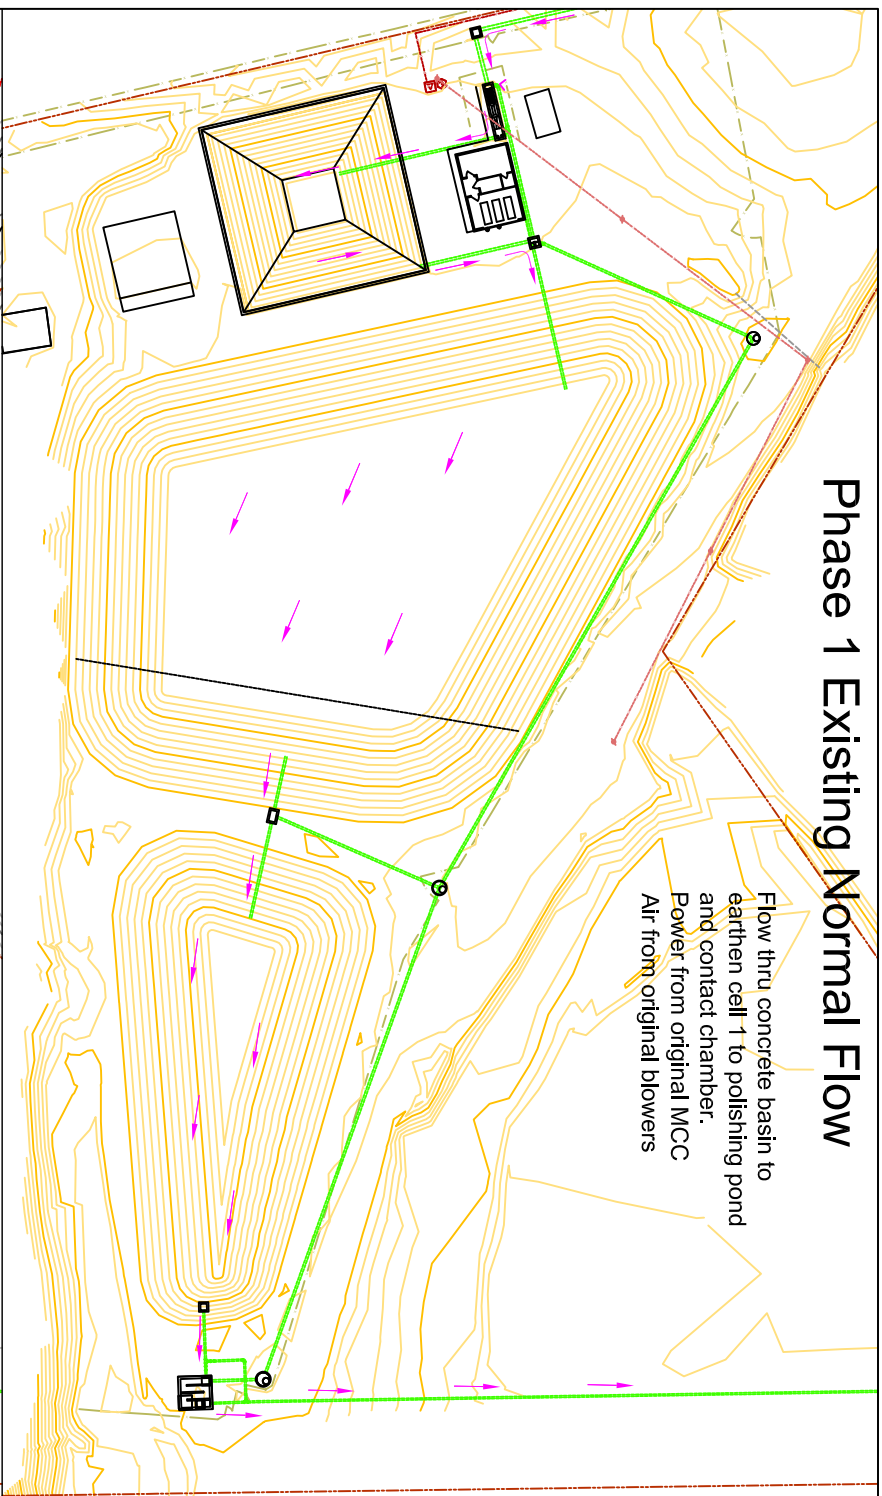 Phase 1 Existing Normal Flow
Flow thru concrete basin to
earthen cell 1 to polishing pond
and contact chamber.
Power from original MCC
Air from original blowers